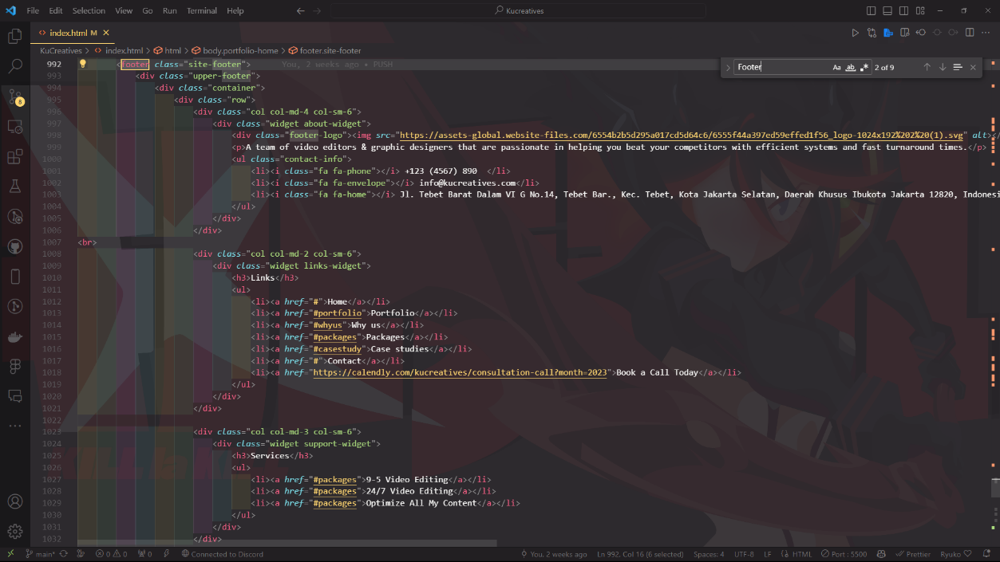 File Edit Selection View Go Run Terminal Help
Kucreatives
index.html M
KuCreatives > index.html > html > body.portfolio-home > footer.site-footer
Footer
Aa ab 2 of 9
992 <footer class="site-footer"> You, 2 weeks ago • PUSH
993 <div class="upper-footer">
994 <div class="container">
995 <div class="row">
996 <div class="col col-md-4 col-sm-6">
997 <div class="widget about-widget">
998 <div class="footer-logo"><img src="https://assets-global.website-files.com/6554b2b5d295a017cd5d64c6/6555f44a397ed59effed1f56_logo-1024x192%202%20(1).svg" alt></
999 <p>A team of video editors & graphic designers that are passionate in helping you beat your competitors with efficient systems and fast turnaround times.</p>
1000 <ul class="contact-info">
1001 <li><i class="fa fa-phone"></i> +123 (4567) 890  </li>
1002 <li><i class="fa fa-envelope"></i> info@kucreatives.com</li>
1003 <li><i class="fa fa-home"></i> Jl. Tebet Barat Dalam VI G No.14, Tebet Bar., Kec. Tebet, Kota Jakarta Selatan, Daerah Khusus Ibukota Jakarta 12820, Indonesi
1004 </ul>
1005 </div>
1006 </div>
1007 <br>
1008 <div class="col col-md-2 col-sm-6">
1009 <div class="widget links-widget">
1010 <h3>Links</h3>
1011 <ul>
1012 <li><a href="#">Home</a></li>
1013 <li><a href="#portfolio">Portfolio</a></li>
1014 <li><a href="#whyus">Why us</a></li>
1015 <li><a href="#packages">Packages</a></li>
1016 <li><a href="#casestudy">Case studies</a></li>
1017 <li><a href="#">Contact</a></li>
1018 <li><a href="https://calendly.com/kucreatives/consultation-call?month=2023">Book a Call Today</a></li>
1019 </ul>
1020 </div>
1021 </div>
1022
1023 <div class="col col-md-3 col-sm-6">
1024 <div class="widget support-widget">
1025 <h3>Services</h3>
1026 <ul>
1027 <li><a href="#packages">9-5 Video Editing</a></li>
1028 <li><a href="#packages">24/7 Video Editing</a></li>
1029 <li><a href="#packages">Optimize All My Content</a></li>
1030 </ul>
1031 </div>
1032 </div>
8
main* 0 0 0 Connected to Discord You, 2 weeks ago Ln 992, Col 16 (6 selected) Spaces: 4 UTF-8 LF HTML Port : 5500 Prettier Ryuko